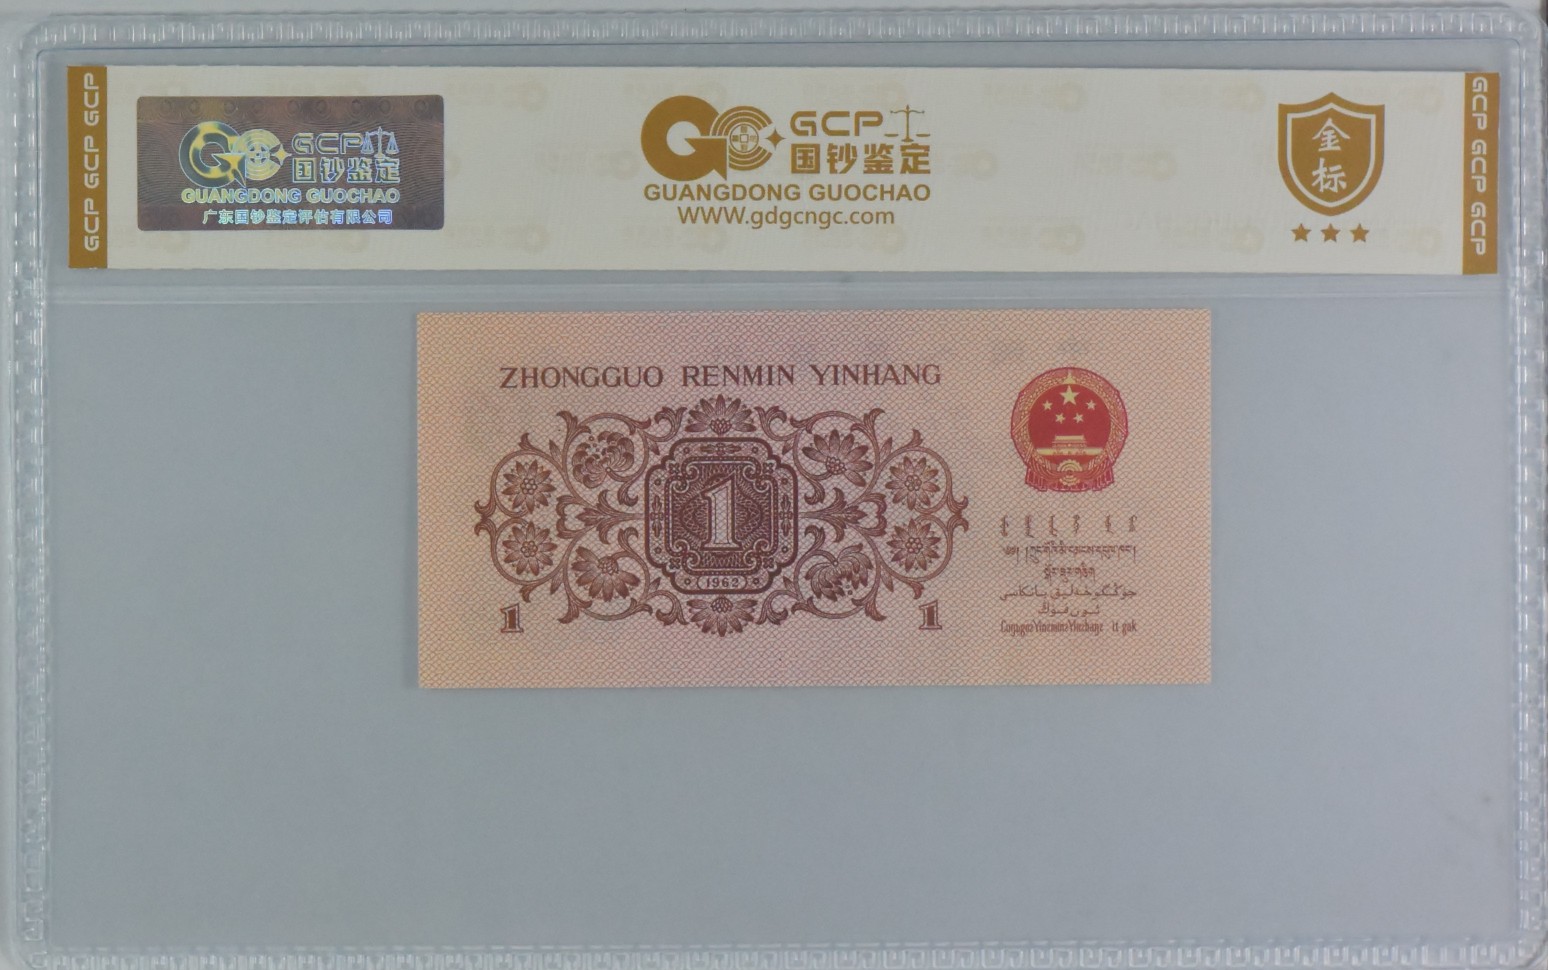 GCP GCP GCP
GCP
国钞鉴定
GUANGDONG GUOCHAO
广东国钞鉴定评估有限公司
GCP
国钞鉴定
GUANGDONG GUOCHAO
WWW.gdgcngc.com
金标
GCP GCP GCP
ZHONGGUO RENMIN YINHANG
1
1962
1
1